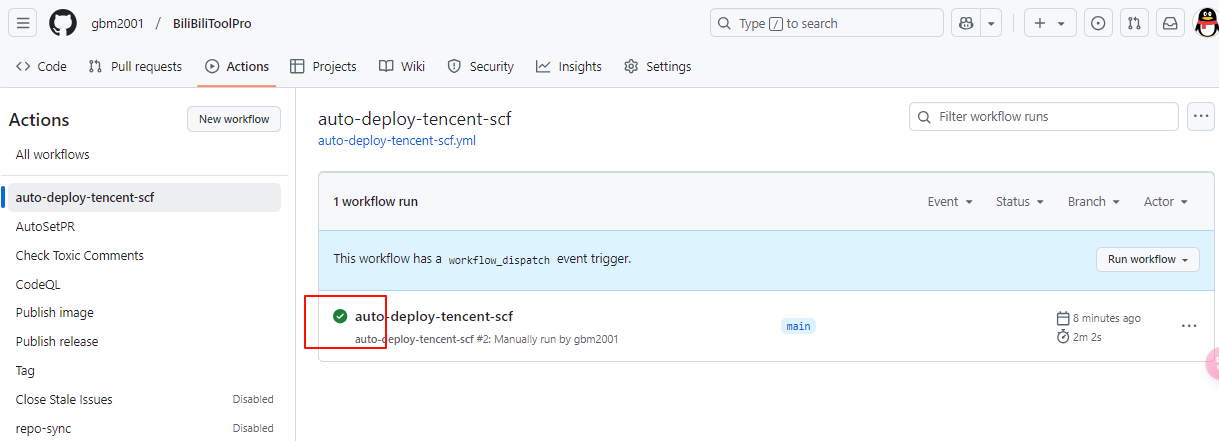 gbm2001 / BiliBiliToolPro
Type / to search
Code
Pull requests
Actions
Projects
Wiki
Security
Insights
Settings
Actions
New workflow
All workflows
auto-deploy-tencent-scf
AutoSetPR
Check Toxic Comments
CodeQL
Publish image
Publish release
Tag
Close Stale Issues Disabled
repo-sync Disabled
auto-deploy-tencent-scf
auto-deploy-tencent-scf.yml
Filter workflow runs
1 workflow run
Event
Status
Branch
Actor
This workflow has a workflow_dispatch event trigger.
Run workflow
auto-deploy-tencent-scf
auto-deploy-tencent-scf #2: Manually run by gbm2001
main
8 minutes ago
2m 2s